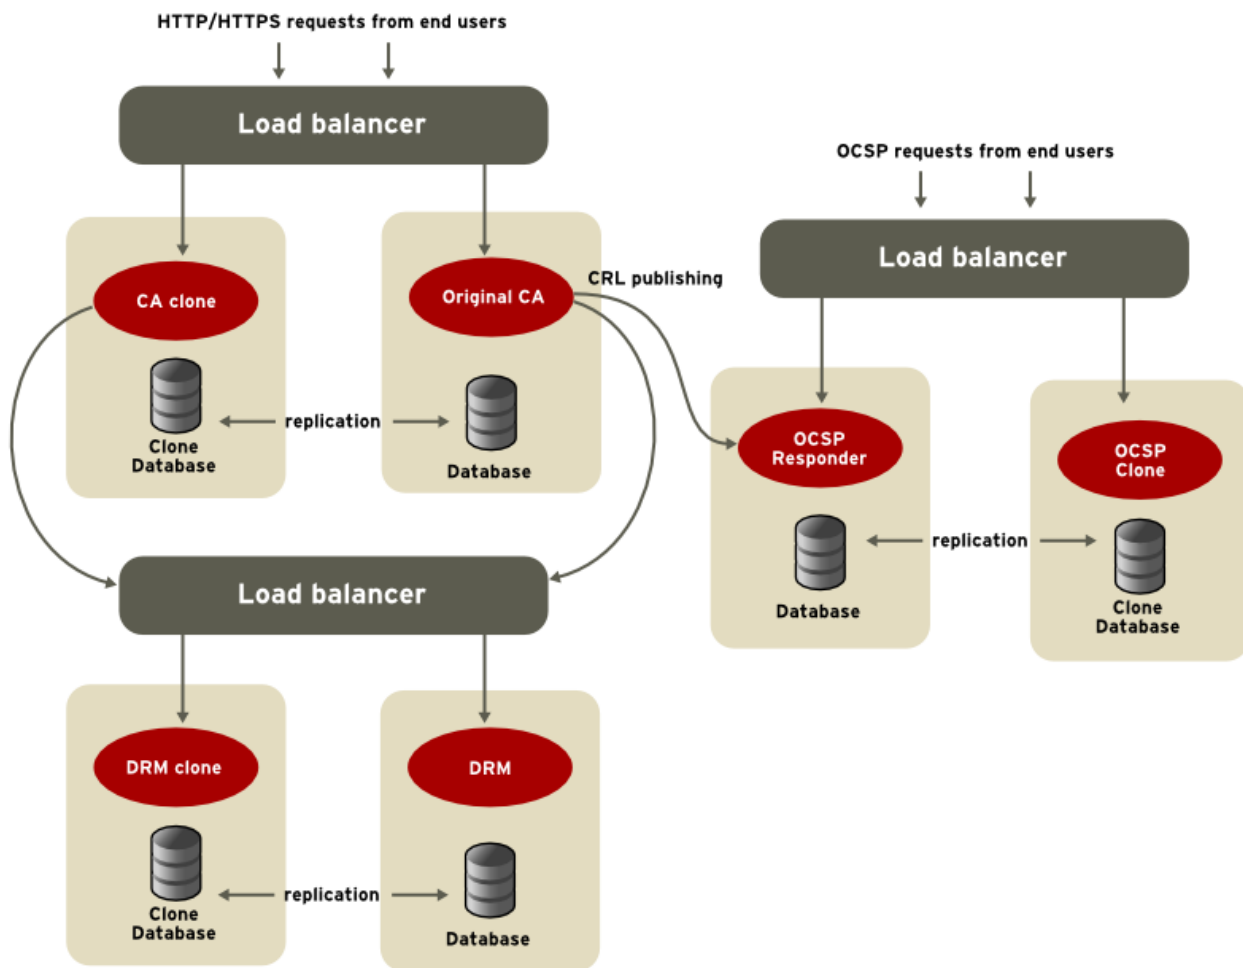 HTTP/HTTPS requests from end users
Load balancer
OCSP requests from end users
Load balancer
CA clone
Original CA
CRL publishing
Clone
Database
replication
Database
OCSP
Responder
OCSP
Clone
Database
replication
Clone
Database
Load balancer
DRM clone
DRM
Clone
Database
replication
Database